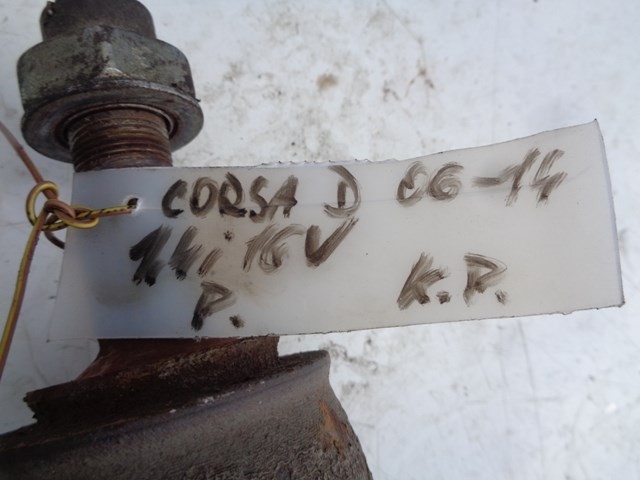 CORSA D 06-14
1.4i 16V
P. K.P.